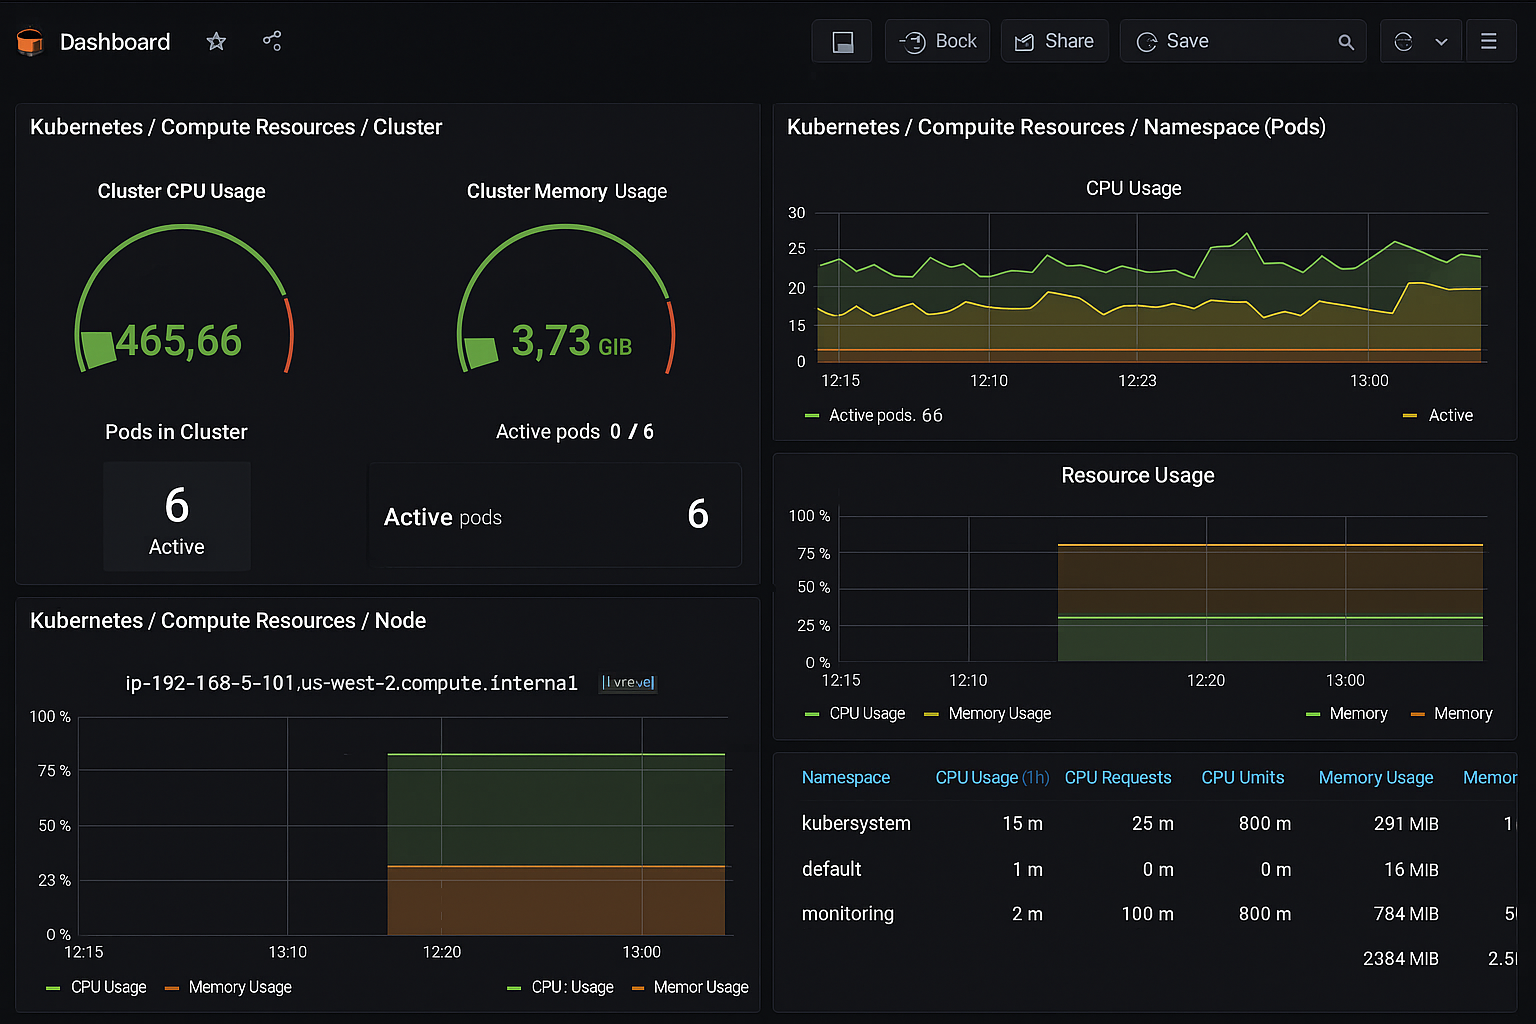 Dashboard
Bock
Share
Save
Kubernetes / Compute Resources / Cluster
Cluster CPU Usage
Cluster Memory Usage
465,66
3,73 GIB
Pods in Cluster
Active pods 0 / 6
6
Active
Active pods 6
Kubernetes / Compute Resources / Node
ip-192-168-5-101,us-west-2.compute.internal
100 %
75 %
50 %
23 %
0 %
12:15 13:10 12:20 13:00
CPU Usage Memory Usage CPU: Usage Memor Usage
Kubernetes / Compuite Resources / Namespace (Pods)
CPU Usage
30
25
20
15
0
12:15 12:10 12:23 13:00
Active pods. 66 Active
Resource Usage
100 %
75 %
50 %
25 %
0 %
12:15 12:10 12:20 13:00
CPU Usage Memory Usage Memory Memory
Namespace CPU Usage (1h) CPU Requests CPU Umits Memory Usage Memor
kubersystem 15 m 25 m 800 m 291 MIB 1
default 1 m 0 m 0 m 16 MIB
monitoring 2 m 100 m 800 m 784 MIB 5
2384 MIB 2.5